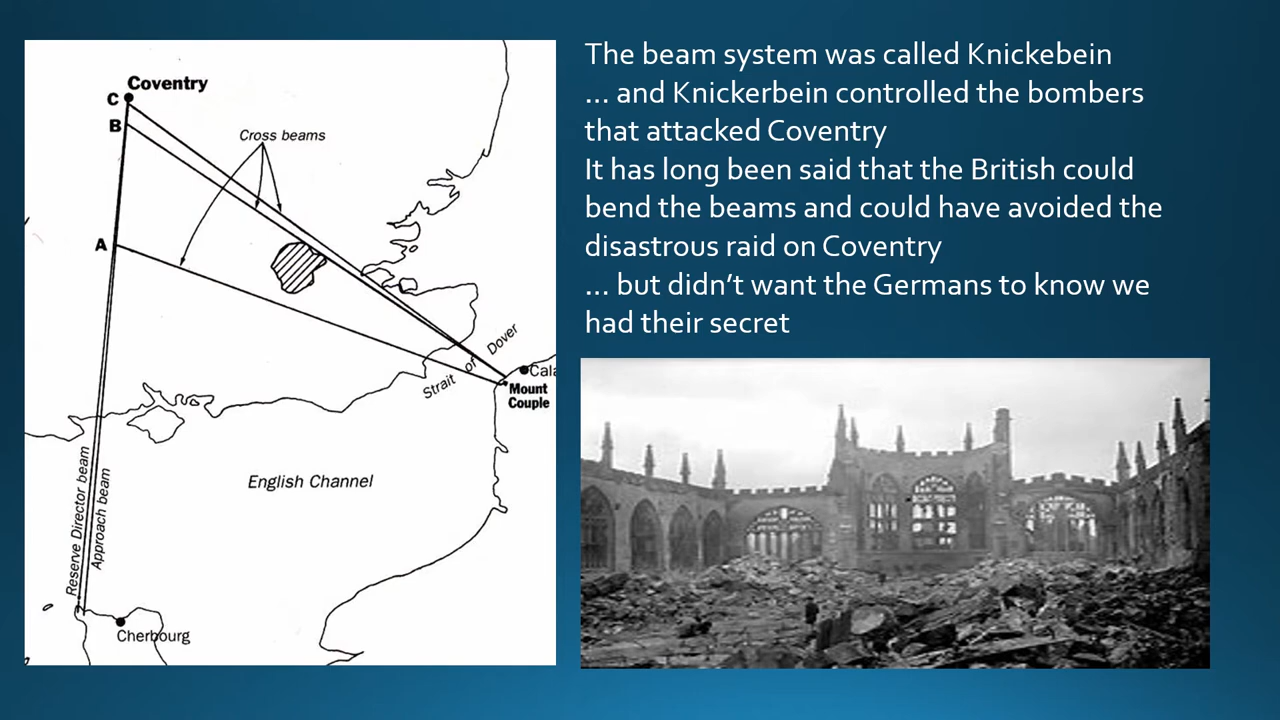 The beam system was called Knickebein
... and Knickerbein controlled the bombers
that attacked Coventry
It has long been said that the British could
bend the beams and could have avoided the
disastrous raid on Coventry
... but didn't want the Germans to know we
had their secret
Coventry
C
B
Cross beams
A
Strait of Dover
Cala
Mount
Couple
English Channel
Reserve Director beam
Approach beam
Cherbourg